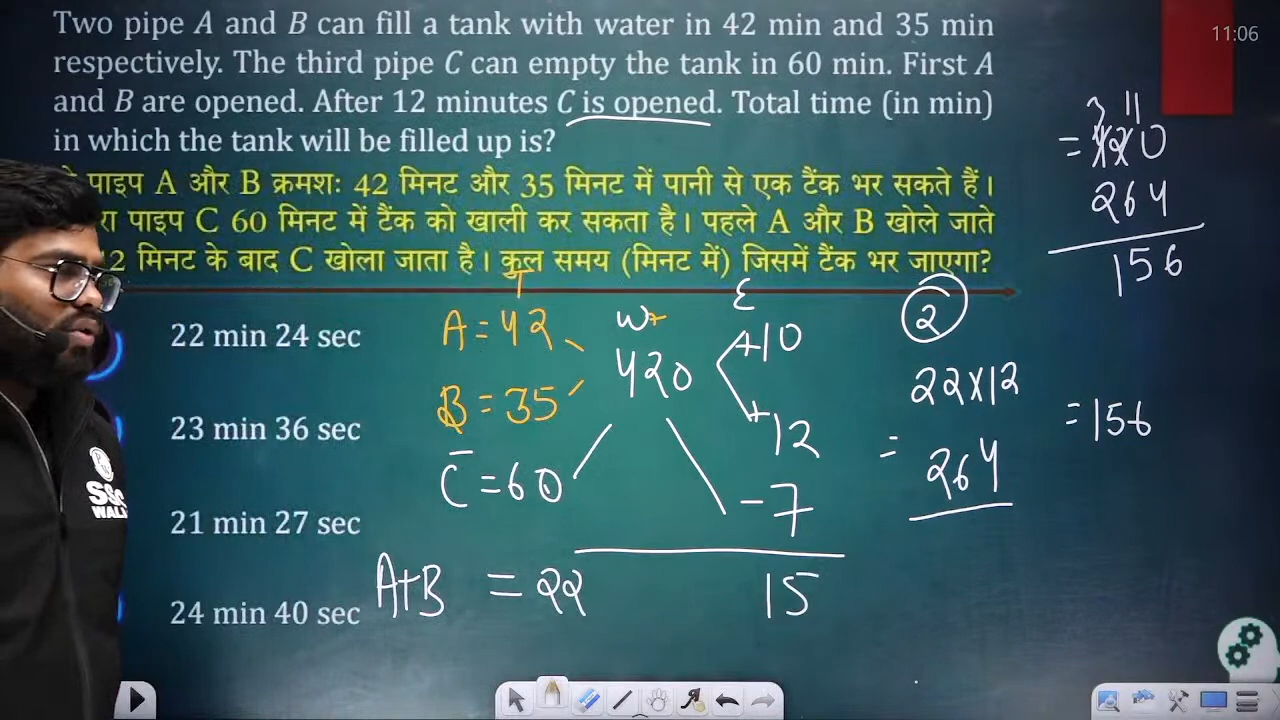 Two pipe A and B can fill a tank with water in 42 min and 35 min
respectively. The third pipe C can empty the tank in 60 min. First A
and B are opened. After 12 minutes C is opened. Total time (in min)
in which the tank will be filled up is?
पाइप A और B क्रमशः 42 मिनट और 35 मिनट में पानी से एक टैंक भर सकते हैं।
रा पाइप C 60 मिनट में टैंक को खाली कर सकता है। पहले A और B खोले जाते
12 मिनट के बाद C खोला जाता है। कुल समय (मिनट में) जिसमें टैंक भर जाएगा?
11:06
22 min 24 sec
23 min 36 sec
21 min 27 sec
24 min 40 sec
T
A = 42
B = 35
C = 60
W
420
E
+10
+12
-7
15
A+B = 22
2
22x12
= 264
264
156
= 156
SSC
WALL